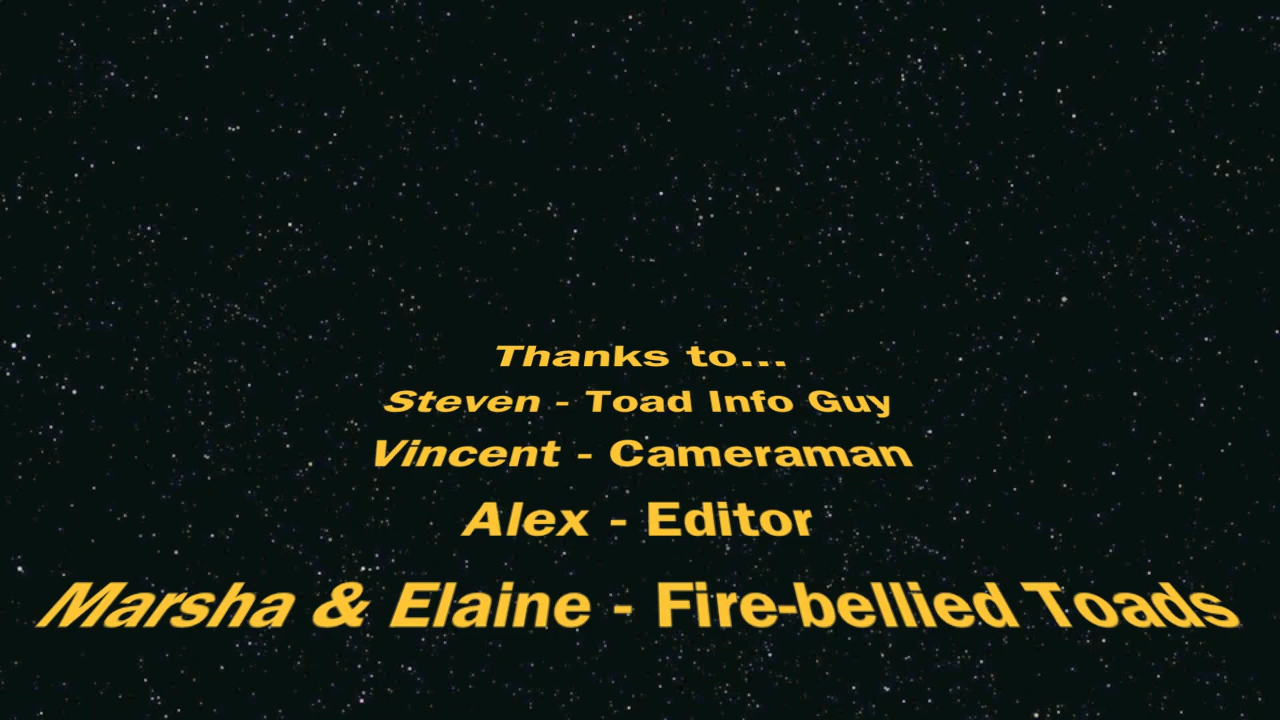 Thanks to...
Steven - Toad Info Guy
Vincent - Cameraman
Alex - Editor
Marsha & Elaine - Fire-bellied Toads